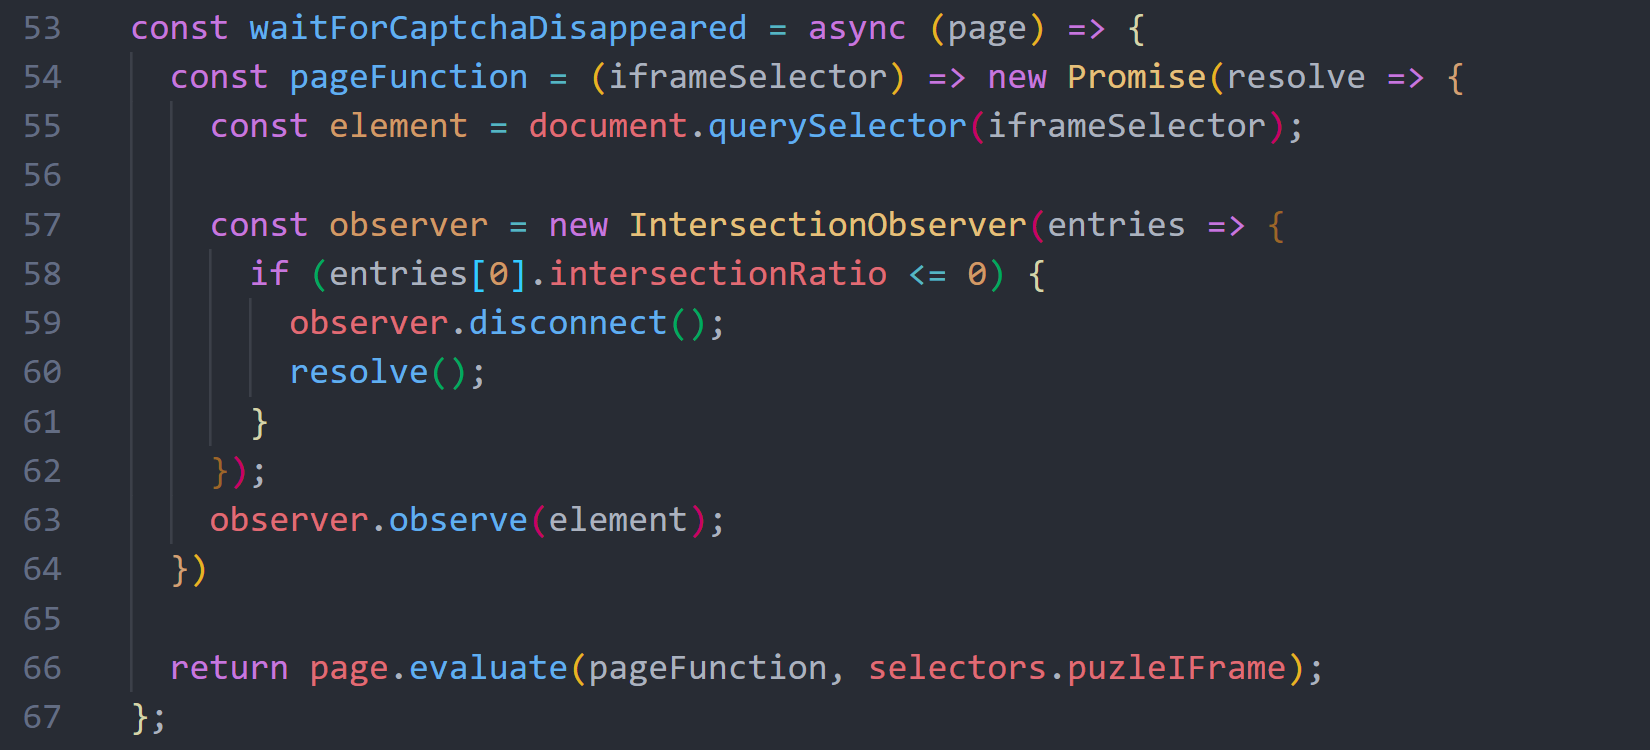 53 const waitForCaptchaDisappeared = async (page) => {
54 const pageFunction = (iframeSelector) => new Promise(resolve => {
55 const element = document.querySelector(iframeSelector);
56
57 const observer = new IntersectionObserver(entries => {
58 if (entries[0].intersectionRatio <= 0) {
59 observer.disconnect();
60 resolve();
61 }
62 });
63 observer.observe(element);
64 })
65
66 return page.evaluate(pageFunction, selectors.puzleIFrame);
67 };